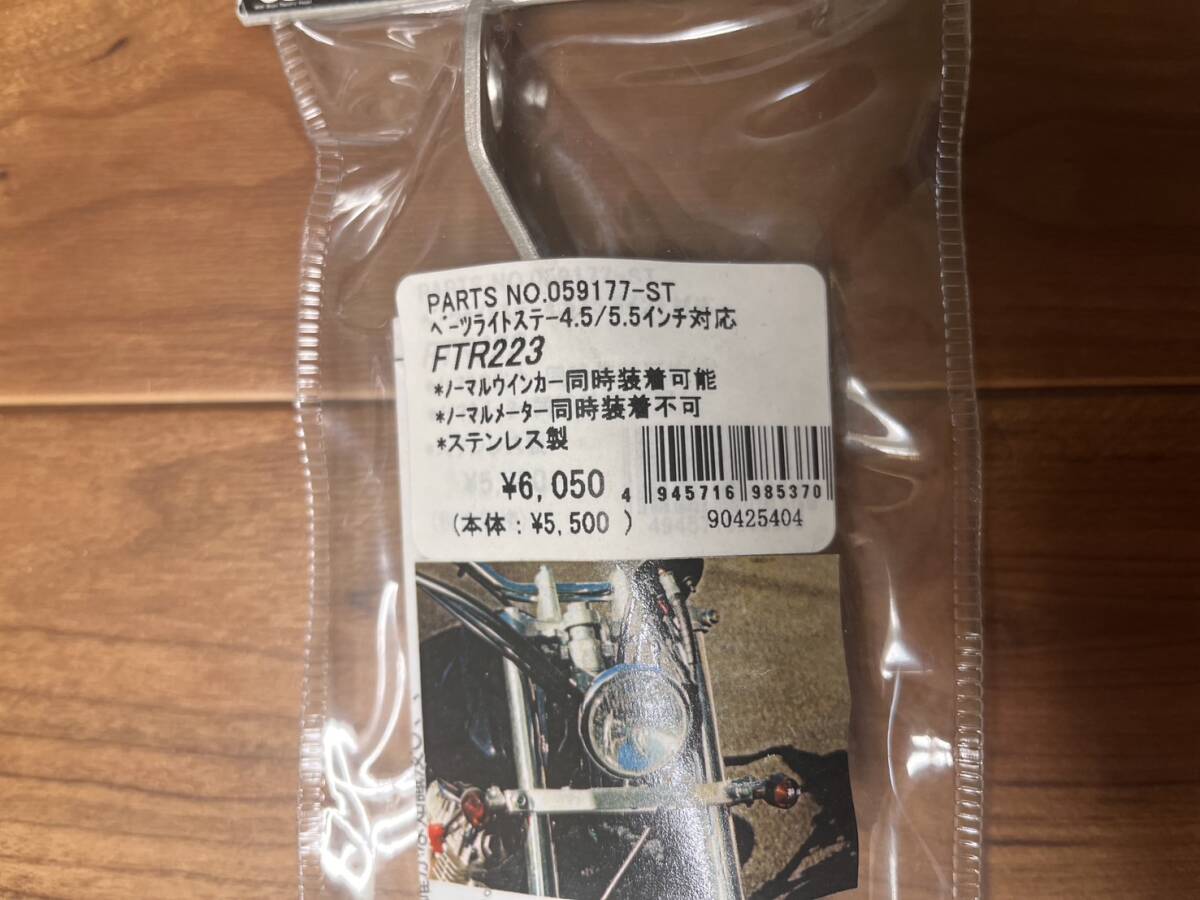 PARTS NO.059177-ST
ﾍﾞｰﾂﾗｲﾄｽﾃｰ4.5/5.5ｲﾝﾁ対応
FTR223
*ﾉｰﾏﾙウインカー同時装着可能
*ﾉｰﾏﾙメーター同時装着不可
*ステンレス製
¥6,050
(本体:¥5,500 )
4 945716 985370
90425404